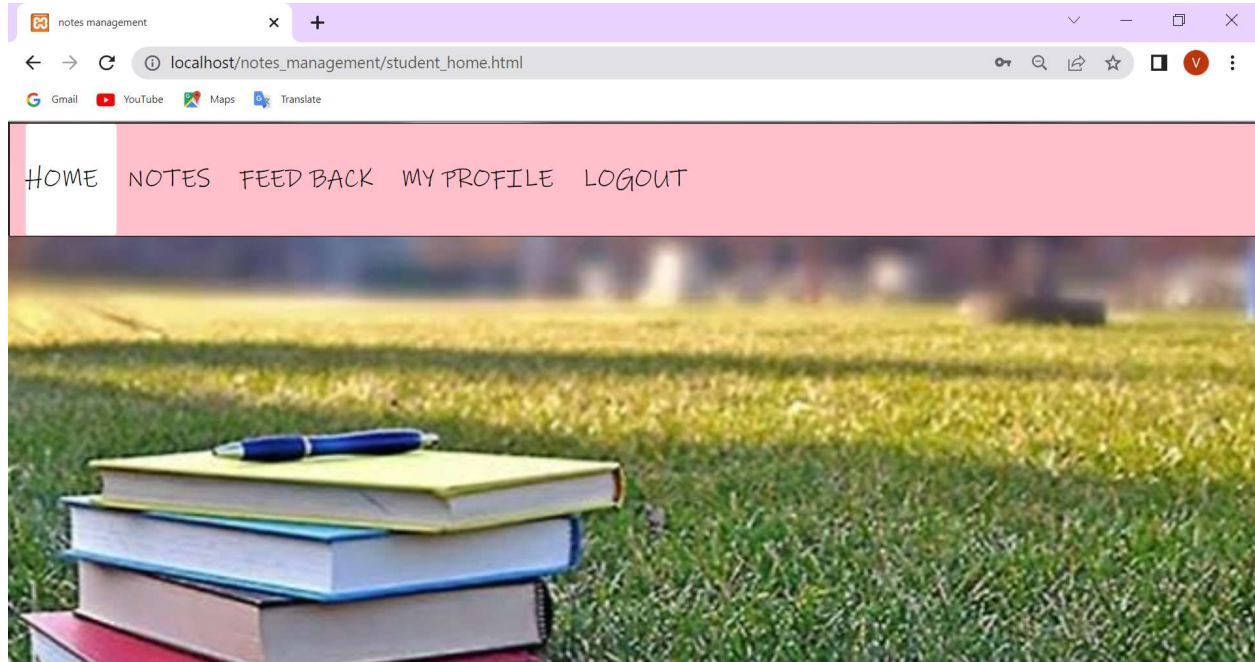 notes management
localhost/notes_management/student_home.html
V
Gmail YouTube Maps Translate
HOME NOTES FEED BACK MY PROFILE LOGOUT